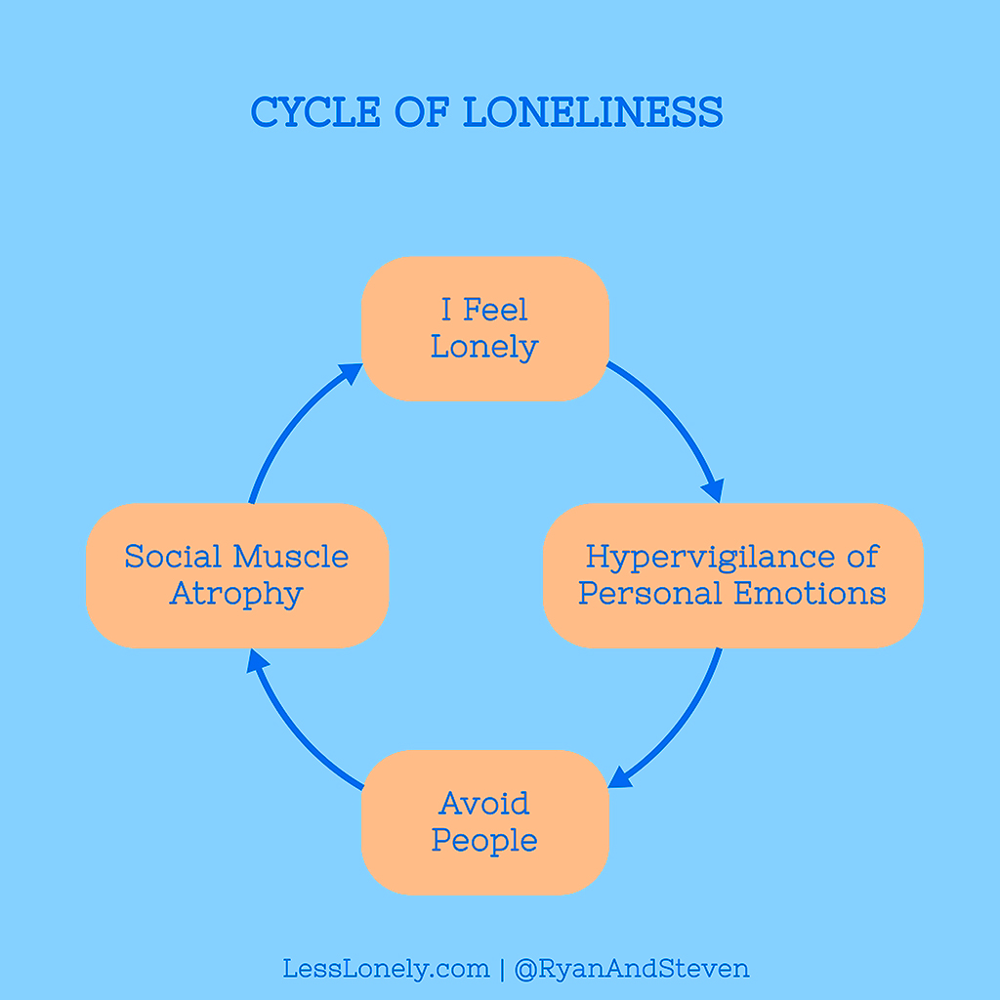 CYCLE OF LONELINESS
I Feel
Lonely
Hypervigilance of
Personal Emotions
Avoid
People
Social Muscle
Atrophy
LessLonely.com | @RyanAndSteven